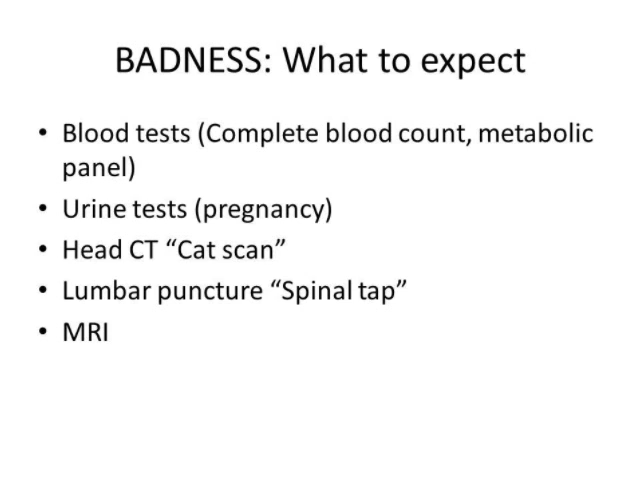 BADNESS: What to expect
• Blood tests (Complete blood count, metabolic
panel)
• Urine tests (pregnancy)
• Head CT “Cat scan”
• Lumbar puncture “Spinal tap”
• MRI